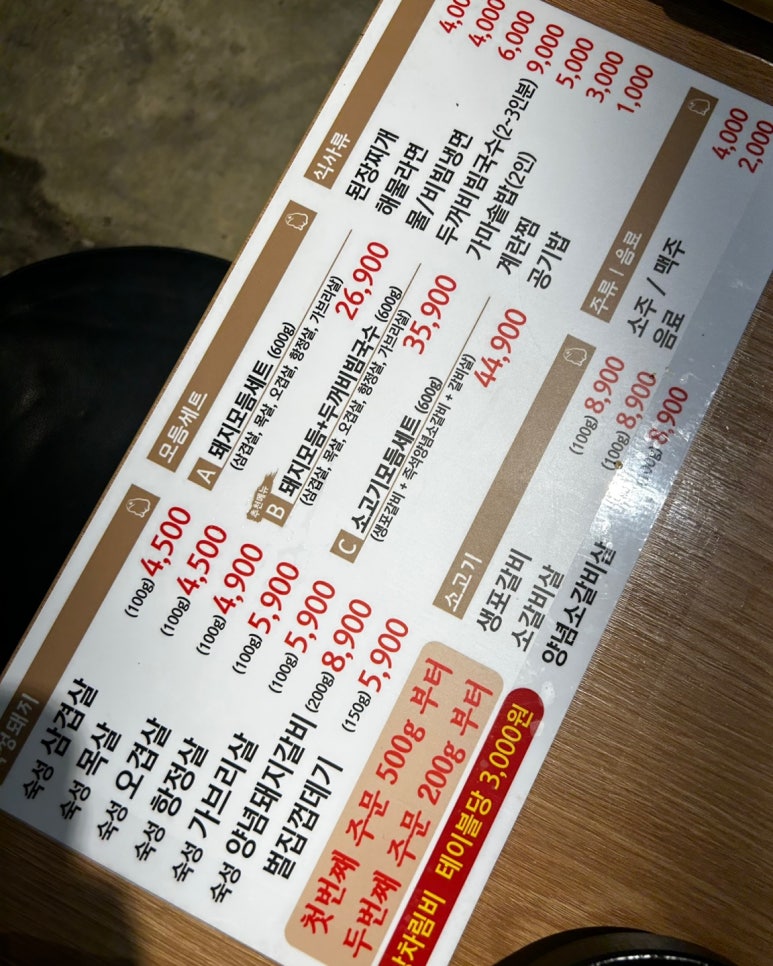 숙성 삼겹살 (100g) 4,500
숙성 목살 (100g) 4,500
숙성 오겹살 (100g) 4,900
숙성 항정살 (100g) 5,900
숙성 가브리살 (100g) 5,900
숙성 양념돼지갈비 (200g) 8,900
벌집껍데기 (150g) 5,900
첫번째 주문 500g 부터
두번째 주문 200g 부터
상차림비 테이블당 3,000원
모듬세트
A 돼지모듬세트 (600g)
(삼겹살, 목살, 오겹살, 항정살, 가브리살)
26,900
추천메뉴
B 돼지모듬+두꺼비빔국수 (600g)
(삼겹살, 목살, 오겹살, 항정살, 가브리살)
35,900
C 소고기모듬세트 (600g)
(생포갈비 + 즉석양념소갈비 + 갈비살)
44,900
소고기
생포갈비 (100g) 8,900
소갈비살 (100g) 8,900
양념소갈비살 (100g) 8,900
식사류
된장찌개
해물라면 4,000
물/비빔냉면 6,000
두꺼비빔국수(2~3인분) 9,000
가마솥밥(2인) 5,000
계란찜 3,000
공기밥 1,000
주류 | 음료
소주 / 맥주 4,000
음료 2,000